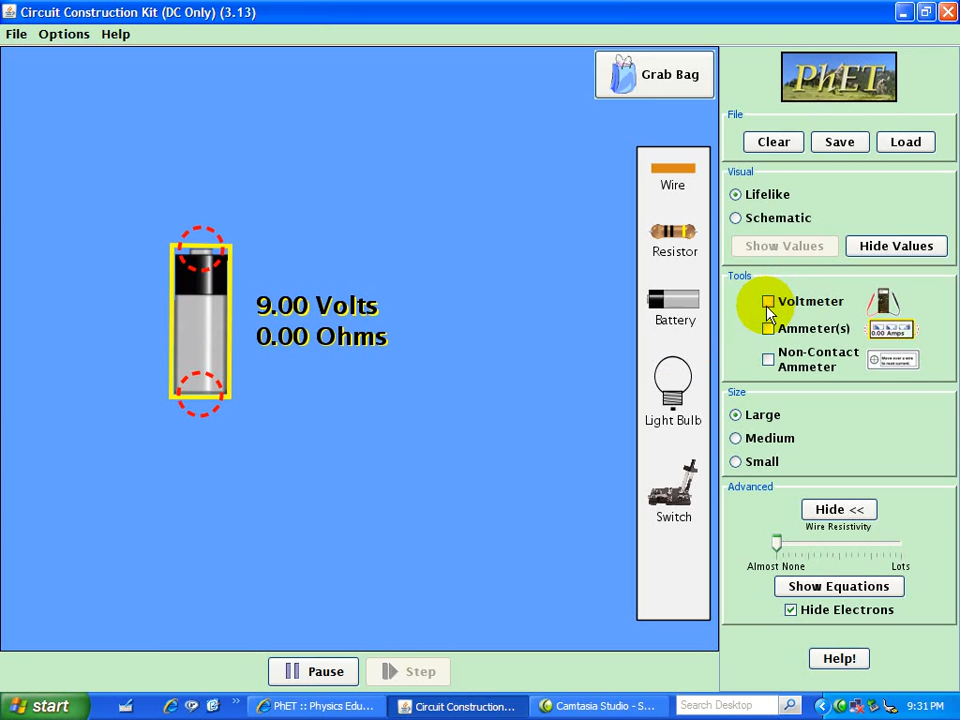 Circuit Construction Kit (DC Only) (3.13)
File Options Help
Grab Bag
PhET
File
Clear Save Load
Visual
Lifelike
Schematic
Show Values Hide Values
Tools
Voltmeter
Ammeter(s)
0.00 Amps
Non-Contact
Ammeter
Size
Large
Medium
Small
Advanced
Hide <<
Wire Resistivity
Almost None Lots
Show Equations
Hide Electrons
Help!
Wire
Resistor
Battery
Light Bulb
Switch
9.00 Volts
0.00 Ohms
Pause Step
start
PhET :: Physics Edu...
Circuit Construction...
Camtasia Studio - S...
Search Desktop
9:31 PM